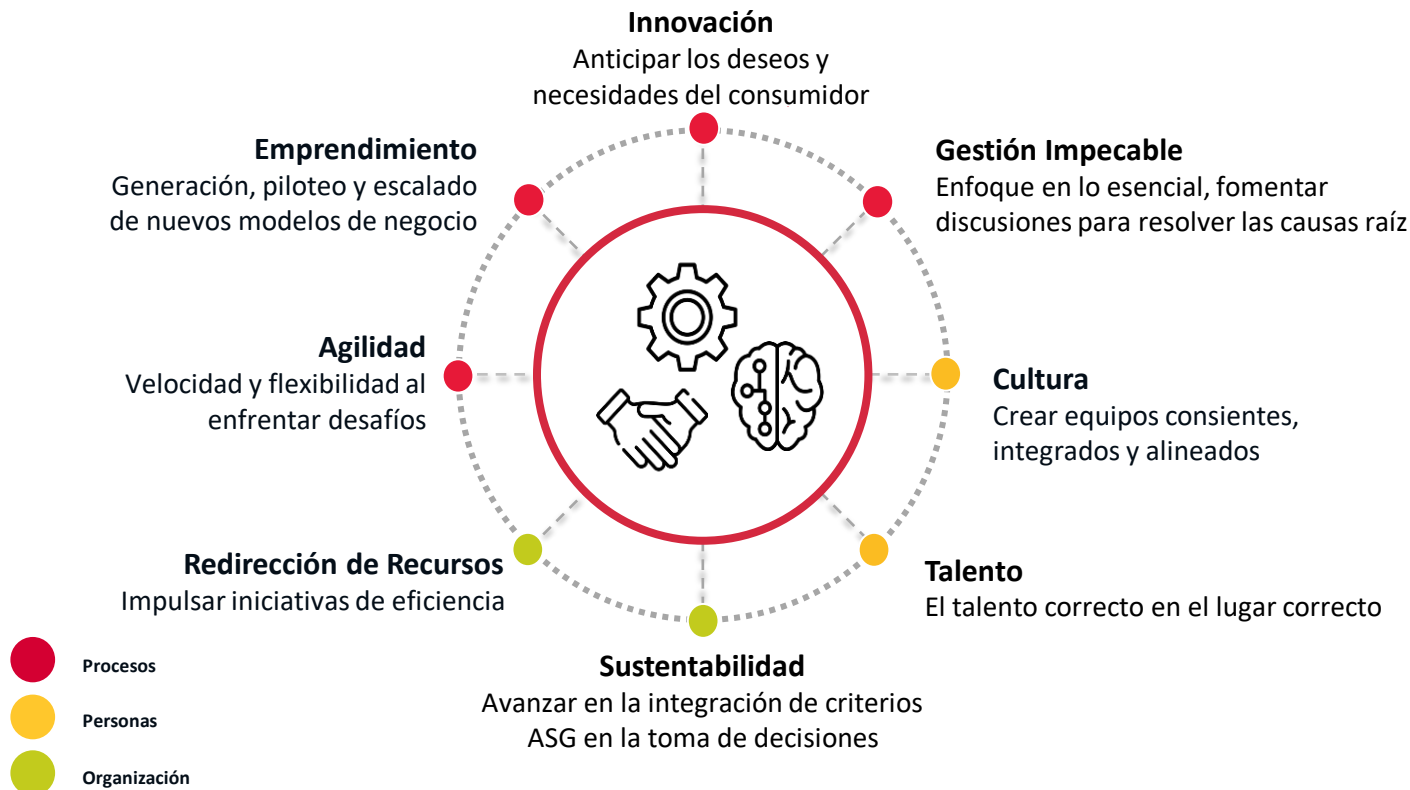 Innovación
Anticipar los deseos y
necesidades del consumidor
Emprendimiento
Generación, piloteo y escalado
de nuevos modelos de negocio
Gestión Impecable
Enfoque en lo esencial, fomentar
discusiones para resolver las causas raíz
Agilidad
Velocidad y flexibilidad al
enfrentar desafíos
Cultura
Crear equipos consientes,
integrados y alineados
Redirección de Recursos
Impulsar iniciativas de eficiencia
Talento
El talento correcto en el lugar correcto
Sustentabilidad
Avanzar en la integración de criterios
ASG en la toma de decisiones
Procesos
Personas
Organización